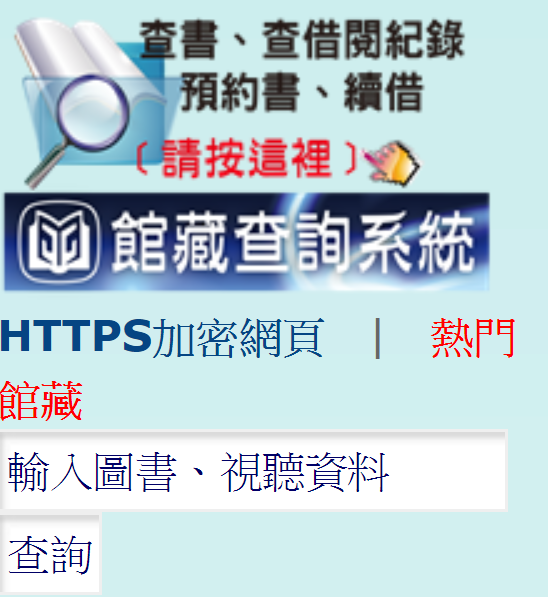 查書、查借閱紀錄
預約書、續借
﹝請按這裡﹞
館藏查詢系統
HTTPS加密網頁 | 熱門
館藏
輸入圖書、視聽資料
查詢